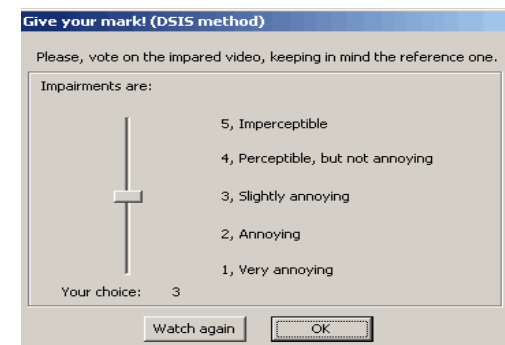 Give your mark! (DSIS method)
Please, vote on the impared video, keeping in mind the reference one.
Impairments are:
5, Imperceptible
4, Perceptible, but not annoying
3, Slightly annoying
2, Annoying
1, Very annoying
Your choice: 3
Watch again OK